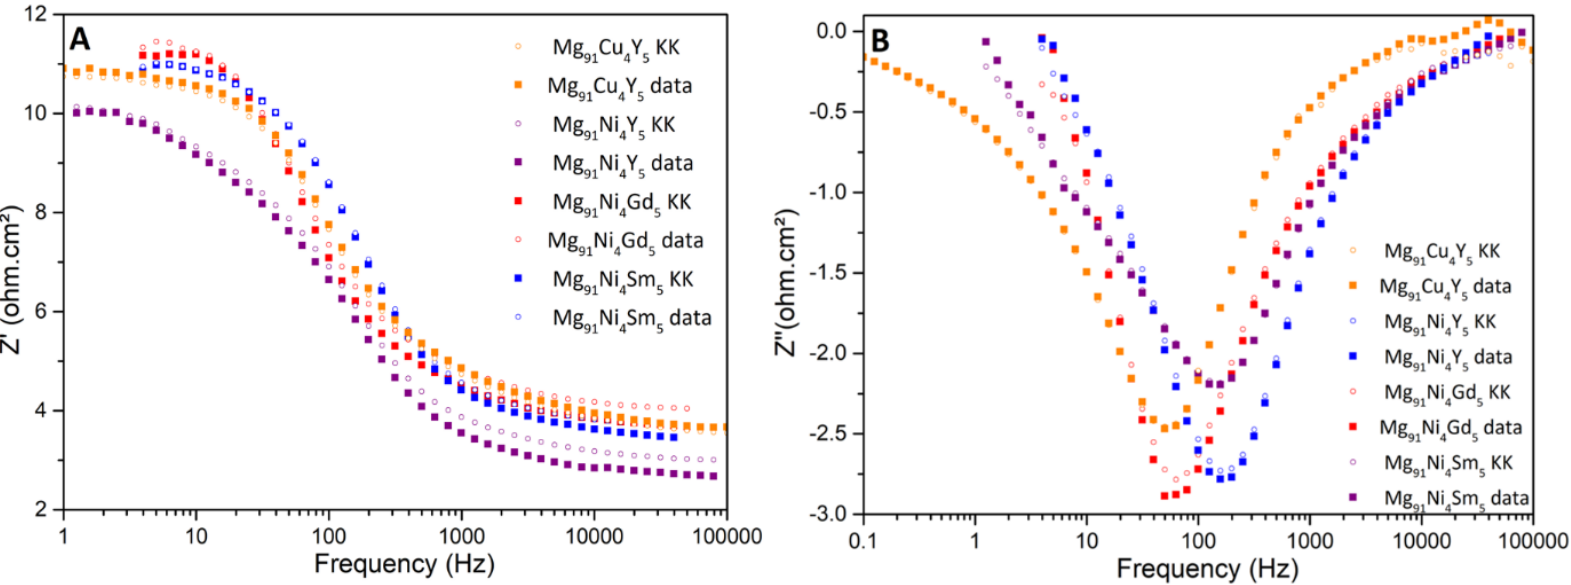 A
12
10
8
6
4
2
Z' (ohm.cm²)
Mg₉₁Cu₄Y₅ KK
Mg₉₁Cu₄Y₅ data
Mg₉₁Ni₄Y₅ KK
Mg₉₁Ni₄Y₅ data
Mg₉₁Ni₄Gd₅ KK
Mg₉₁Ni₄Gd₅ data
Mg₉₁Ni₄Sm₅ KK
Mg₉₁Ni₄Sm₅ data
1 10 100 1000 10000 100000
Frequency (Hz)
B
0.0
-0.5
-1.0
-1.5
-2.0
-2.5
-3.0
Z"(ohm.cm²)
Mg₉₁Cu₄Y₅ KK
Mg₉₁Cu₄Y₅ data
Mg₉₁Ni₄Y₅ KK
Mg₉₁Ni₄Y₅ data
Mg₉₁Ni₄Gd₅ KK
Mg₉₁Ni₄Gd₅ data
Mg₉₁Ni₄Sm₅ KK
Mg₉₁Ni₄Sm₅ data
0.1 1 10 100 1000 10000 100000
Frequency (Hz)